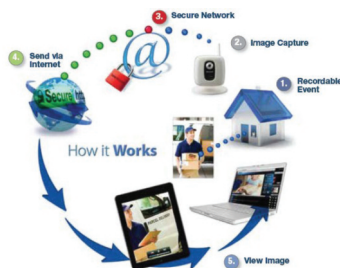 3. Secure Network
4. Send via
Internet
2. Image Capture
1. Recordable
Event
Secure
@
How it Works
5. View Image